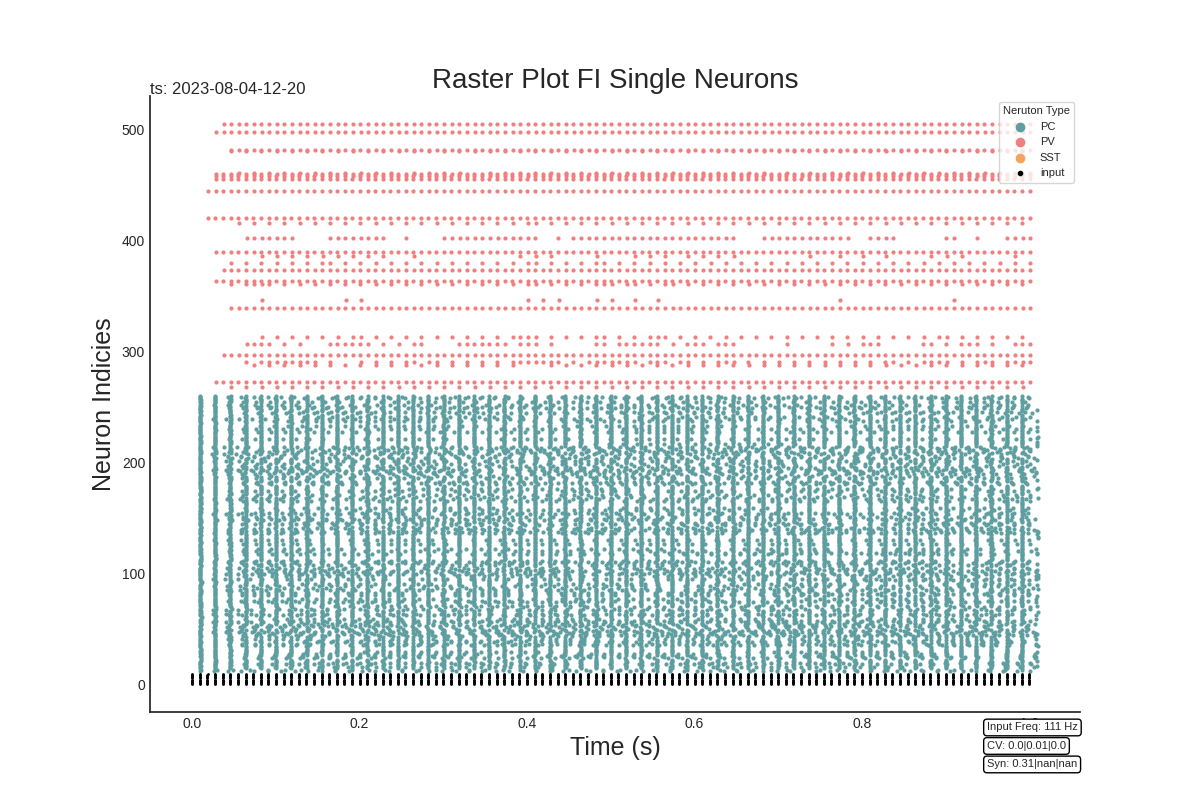 Raster Plot FI Single Neurons
ts: 2023-08-04-12-20
Neruton Type
PC
PV
SST
input
Neuron Indicies
500
400
300
200
100
0
0.0 0.2 0.4 0.6 0.8
Time (s)
Input Freq: 111 Hz
CV: 0.0|0.01|0.0
Syn: 0.31|nan|nan